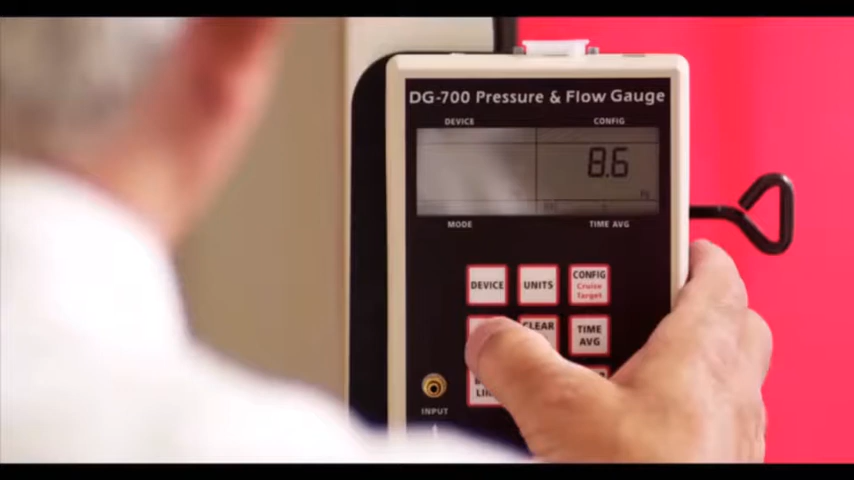 DG-700 Pressure & Flow Gauge
DEVICE CONFIG
8.6
Pa
MODE TIME AVG
DEVICE UNITS CONFIG
Cruise
Target
CLEAR TIME
AVG
INPUT